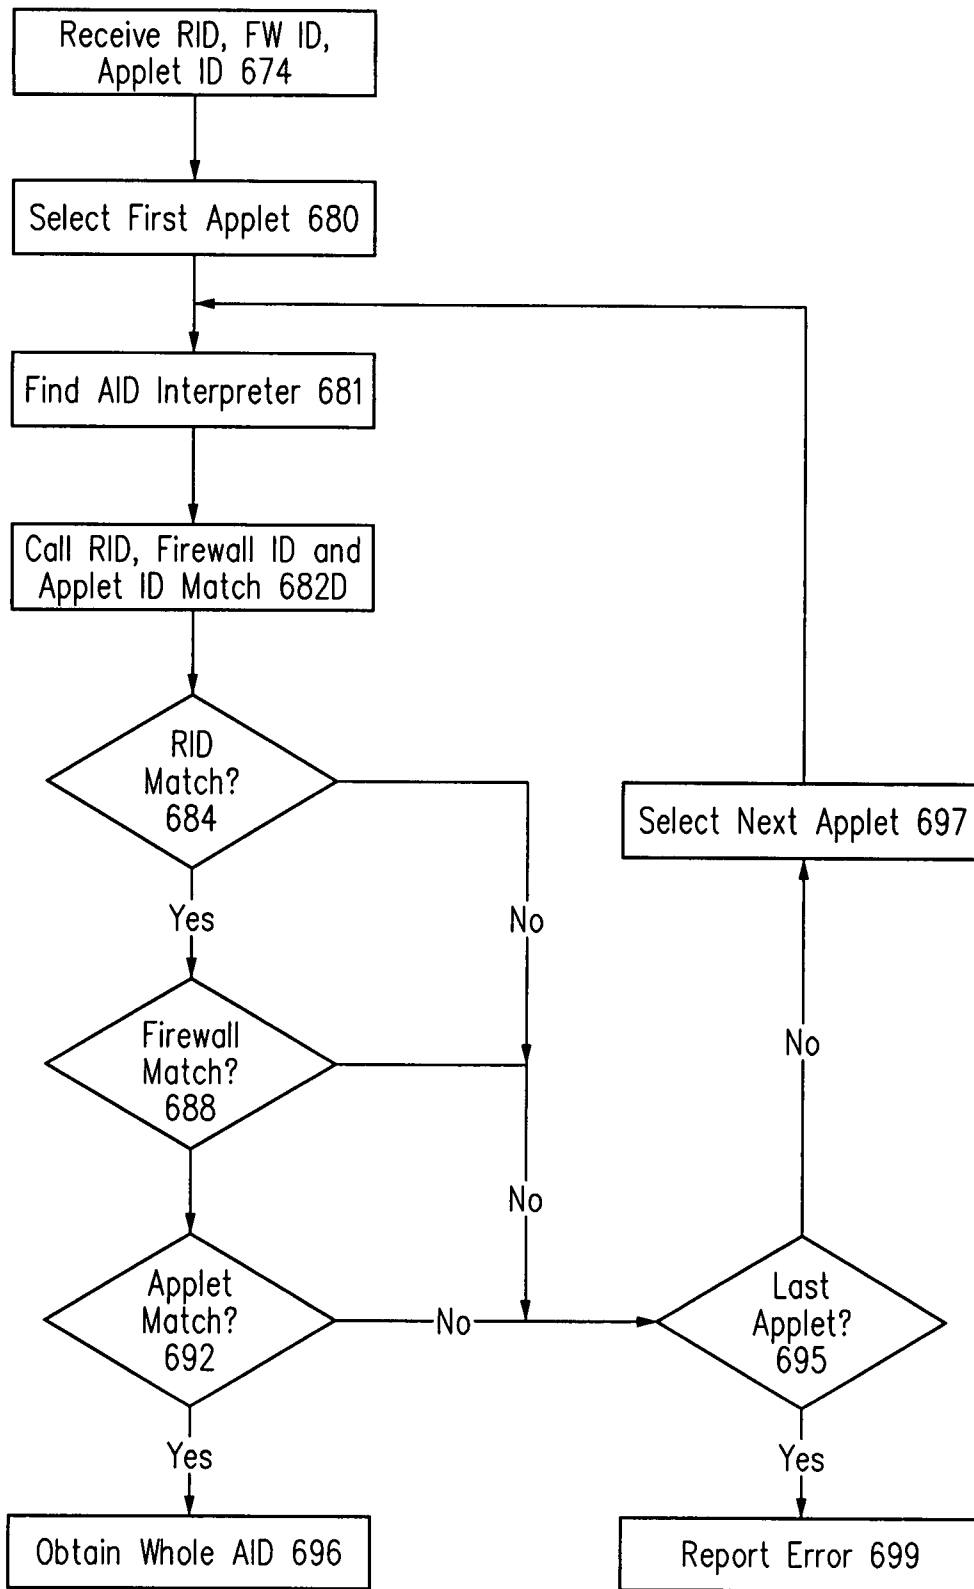 Receive RID, FW ID,
Applet ID 674
Select First Applet 680
Find AID Interpreter 681
Call RID, Firewall ID and
Applet ID Match 682D
RID
Match?
684
Select Next Applet 697
Yes
No
Firewall
Match?
688
No
No
Applet
Match?
692
No
Last
Applet?
695
Yes
Yes
Obtain Whole AID 696
Report Error 699